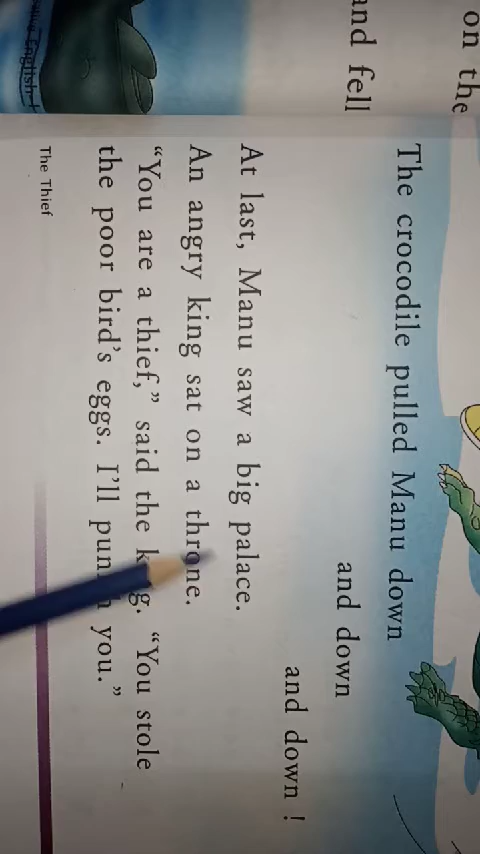 on the
and fell
The crocodile pulled Manu down
and down
and down !
At last, Manu saw a big palace.
An angry king sat on a throne.
“You are a thief,” said the king. “You stole
the poor bird’s eggs. I’ll punish you.”
The Thief
English-1